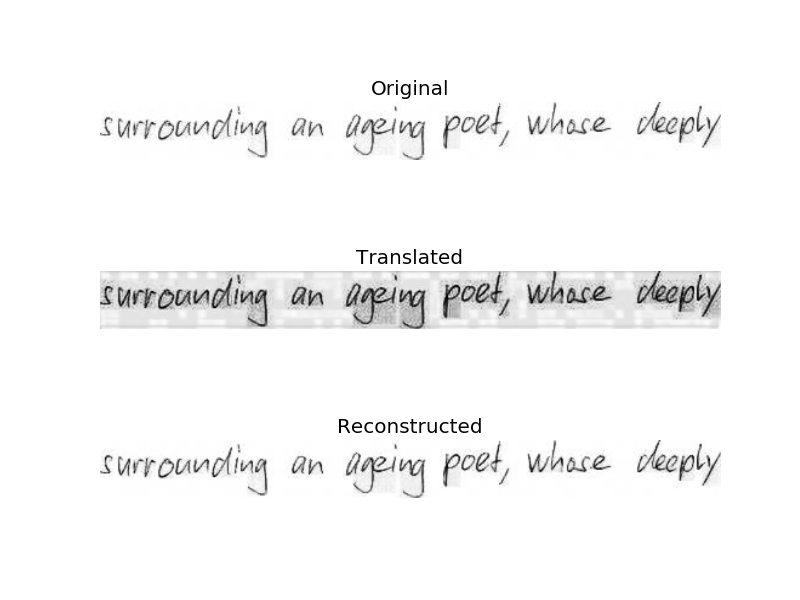 Original
surrounding an ageing poet, whose deeply
Translated
surrounding an ageing poet, whose deeply
Reconstructed
surrounding an ageing poet, whose deeply